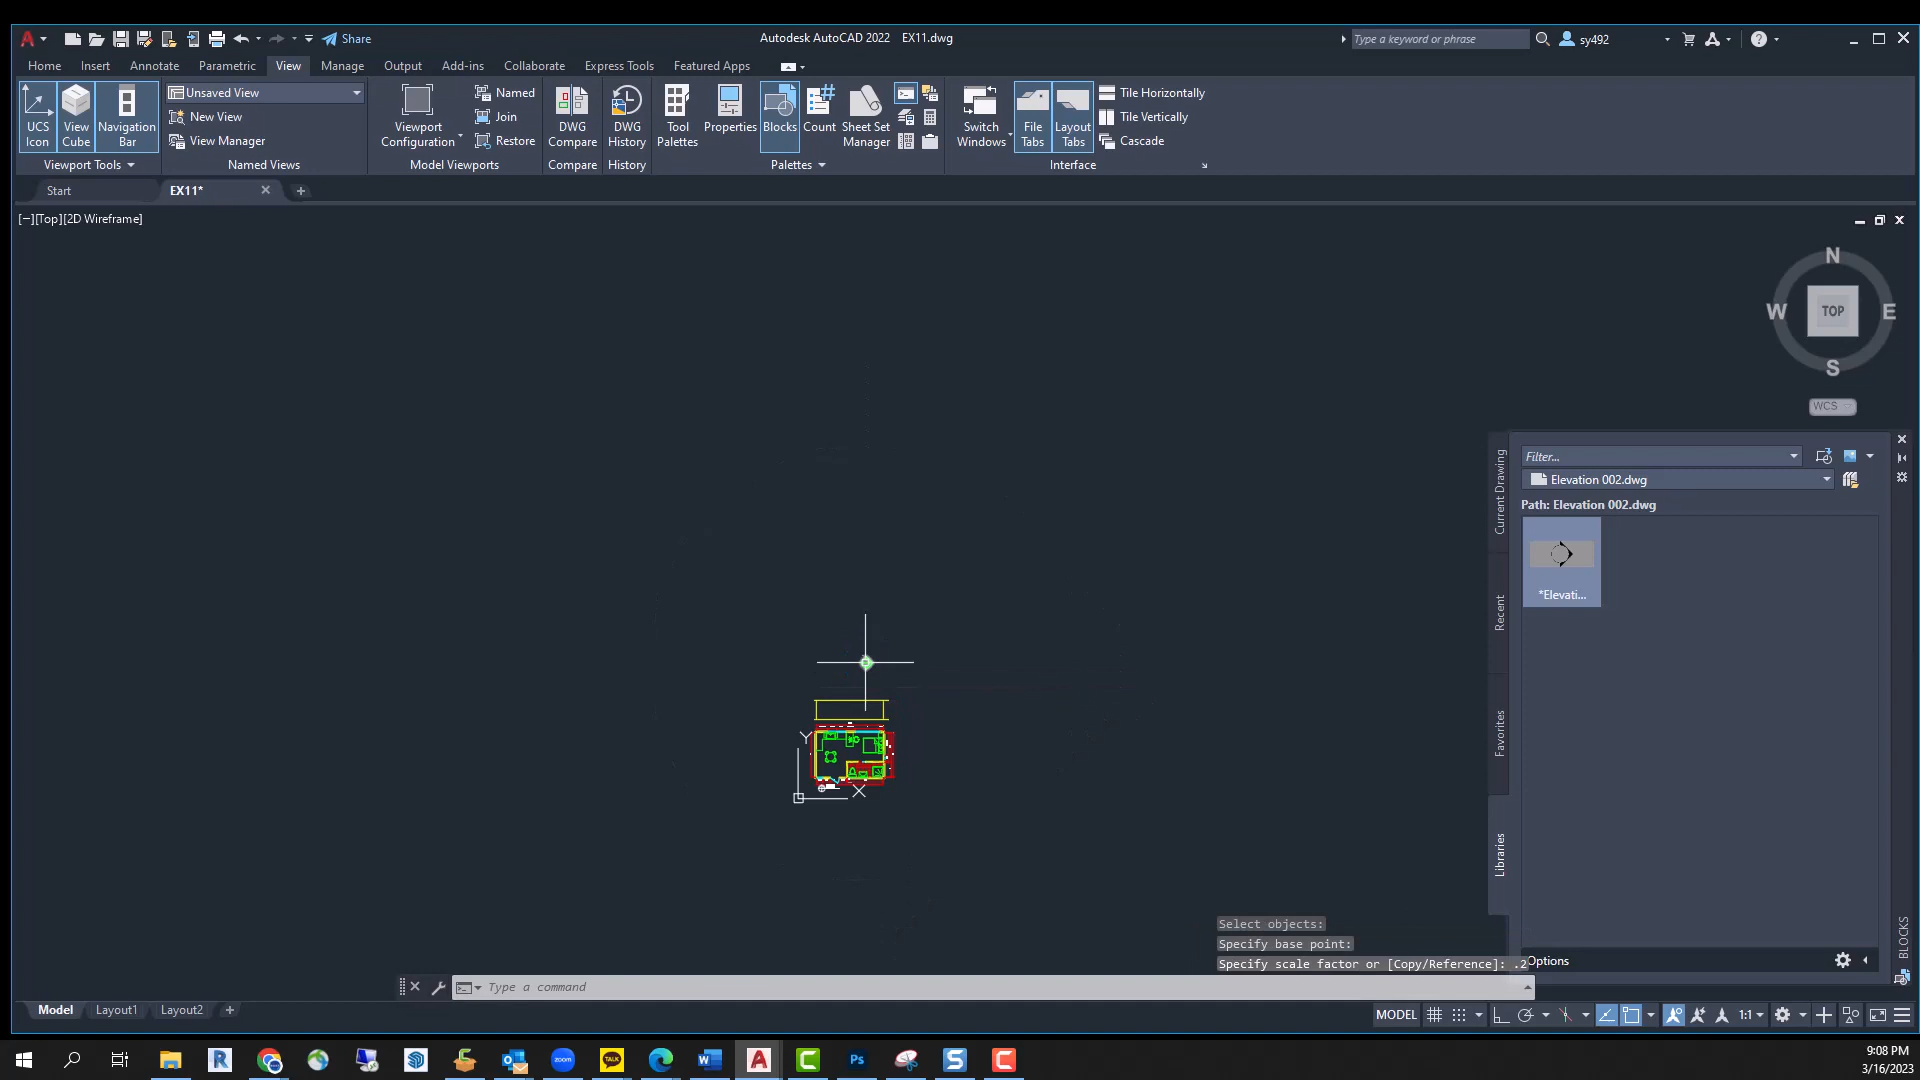 Share
Autodesk AutoCAD 2022 EX11.dwg
Type a keyword or phrase
sy492
Home Insert Annotate Parametric View Manage Output Add-ins Collaborate Express Tools Featured Apps
UCS Icon
View Cube
Navigation Bar
Unsaved View
New View
View Manager
Viewport Configuration
Named
Join
Restore
DWG Compare
DWG History
Tool Palettes
Properties
Blocks
Count
Sheet Set Manager
Switch Windows
File Tabs
Layout Tabs
Tile Horizontally
Tile Vertically
Cascade
Viewport Tools
Named Views
Model Viewports
Compare
History
Palettes
Interface
Start
EX11*
[−][Top][2D Wireframe]
N
W TOP E
S
WCS
Filter...
Elevation 002.dwg
Path: Elevation 002.dwg
*Elevati...
Current Drawing
Recent
Favorites
Libraries
BLOCKS
Y
X
Select objects:
Specify base point:
Specify scale factor or [Copy/Reference]: .2
Options
Type a command
Model Layout1 Layout2
MODEL
1:1
9:08 PM
3/16/2023